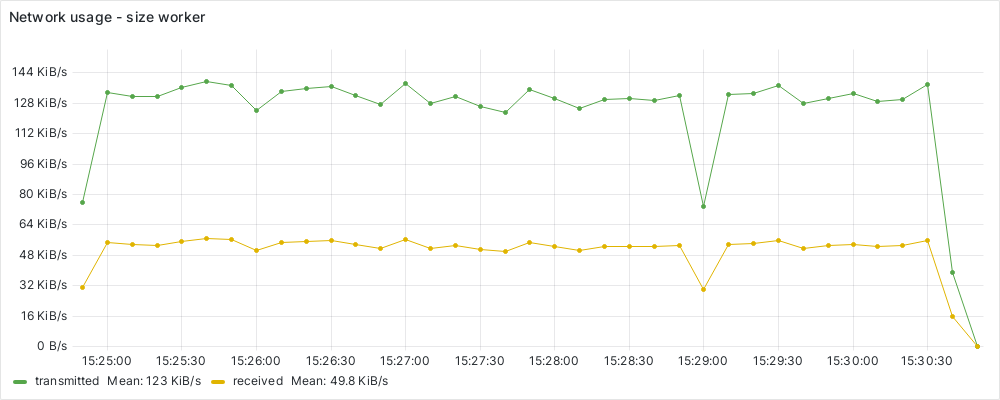 Network usage - size worker
144 KiB/s
128 KiB/s
112 KiB/s
96 KiB/s
80 KiB/s
64 KiB/s
48 KiB/s
32 KiB/s
16 KiB/s
0 B/s
15:25:00 15:25:30 15:26:00 15:26:30 15:27:00 15:27:30 15:28:00 15:28:30 15:29:00 15:29:30 15:30:00 15:30:30
transmitted Mean: 123 KiB/s received Mean: 49.8 KiB/s